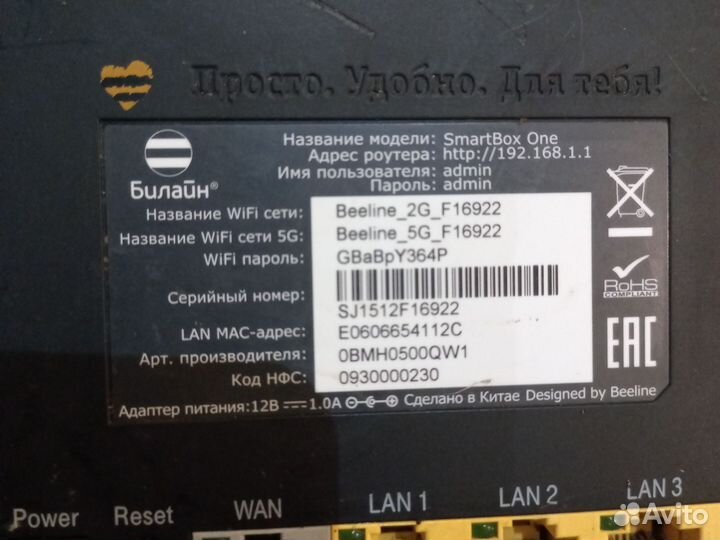 Просто. Удобно. Для тебя!
Билайн®
Название модели: SmartBox One
Адрес роутера: http://192.168.1.1
Имя пользователя: admin
Пароль: admin
Название WiFi сети: Beeline_2G_F16922
Название WiFi сети 5G: Beeline_5G_F16922
WiFi пароль: GBaBpY364P
Серийный номер: SJ1512F16922
LAN MAC-адрес: E0606654112C
Арт. производителя: 0BMH0500QW1
Код НФС: 0930000230
Адаптер питания:12В 1.0А Сделано в Китае Designed by Beeline
RoHS
COMPLIANT
EAC
Power Reset WAN LAN 1 LAN 2 LAN 3
Avito